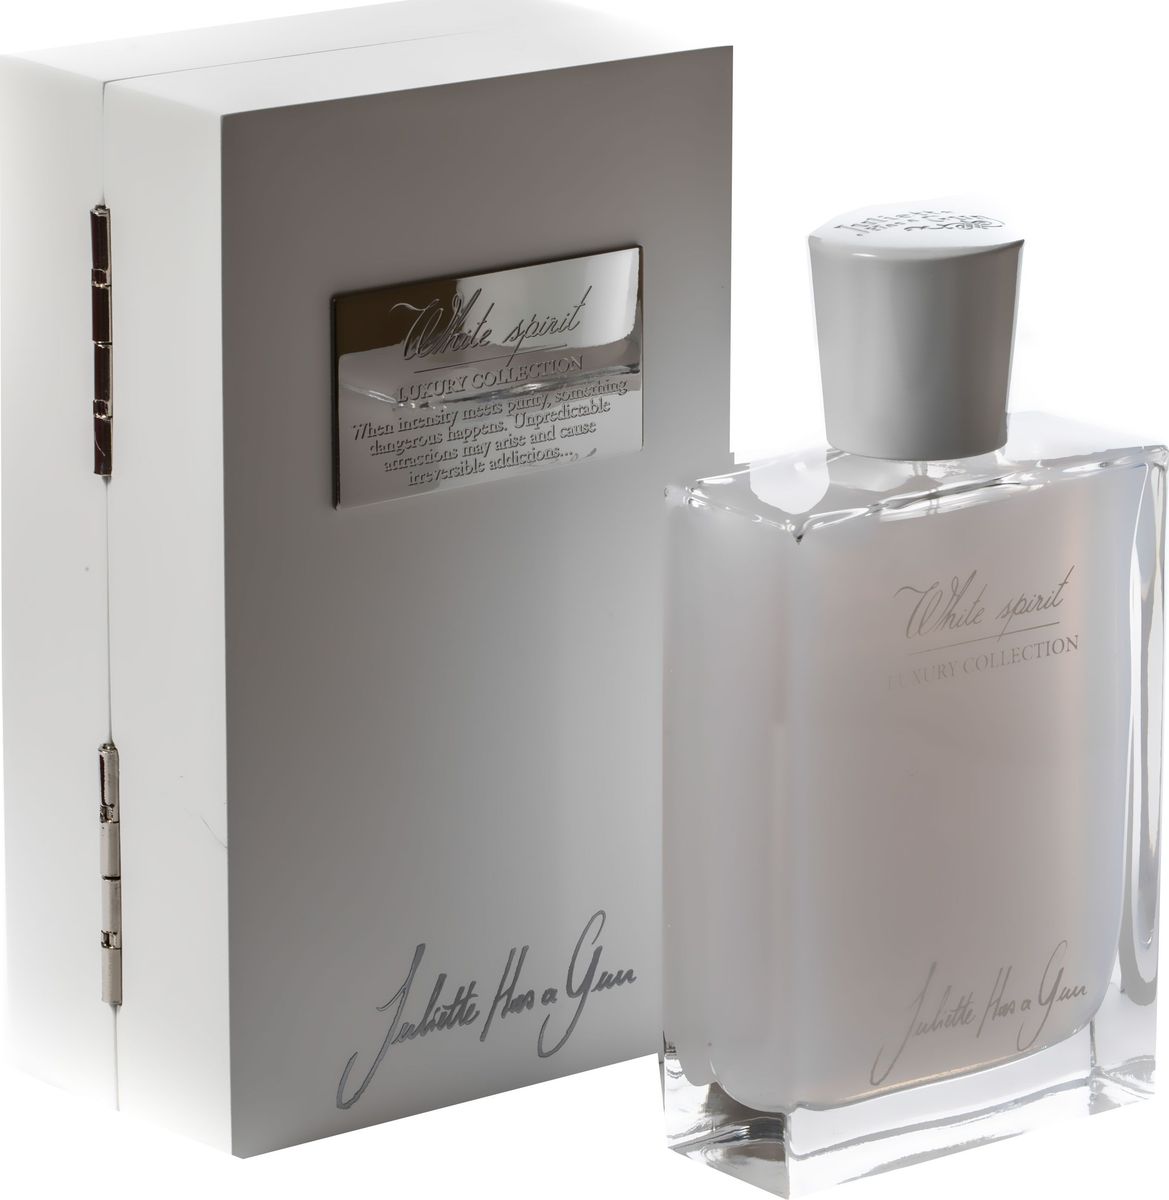 White spirit
LUXURY COLLECTION
When intensity meets purity, something
dangerous happens. Unpredictable
attractions may arise and cause
irreversible addictions...
Juliette Has a Gun
White spirit
LUXURY COLLECTION
Juliette Has a Gun